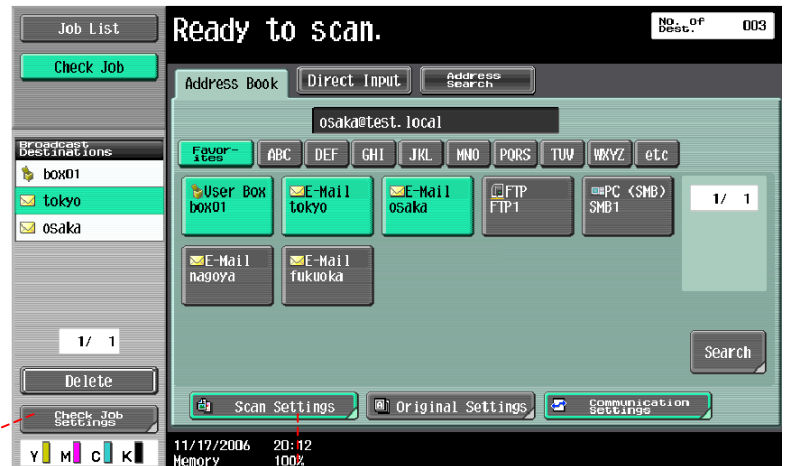 Job List
Check Job
Broadcast
Destinations
box01
tokyo
osaka
1/ 1
Delete
Check Job
Settings
Y M C K
Ready to scan.
No. of
Dest.
003
Address Book
Direct Input
Address
Search
osaka@test.local
Favor-
ites
ABC
DEF
GHI
JKL
MNO
PQRS
TUV
WXYZ
etc
User Box
box01
E-Mail
tokyo
E-Mail
osaka
FTP
FTP1
PC (SMB)
SMB1
1/ 1
E-Mail
nagoya
E-Mail
fukuoka
Search
Scan Settings
Original Settings
Communication
Settings
11/17/2006 20:12
Memory 100%